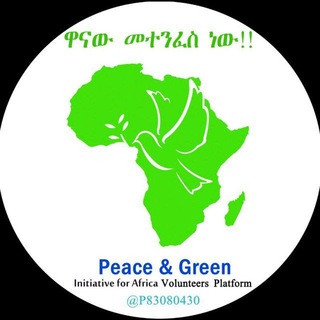 ዋናው መተንፈስ ነው!!
Peace & Green
Initiative for Africa Volunteers Platform
@P83080430